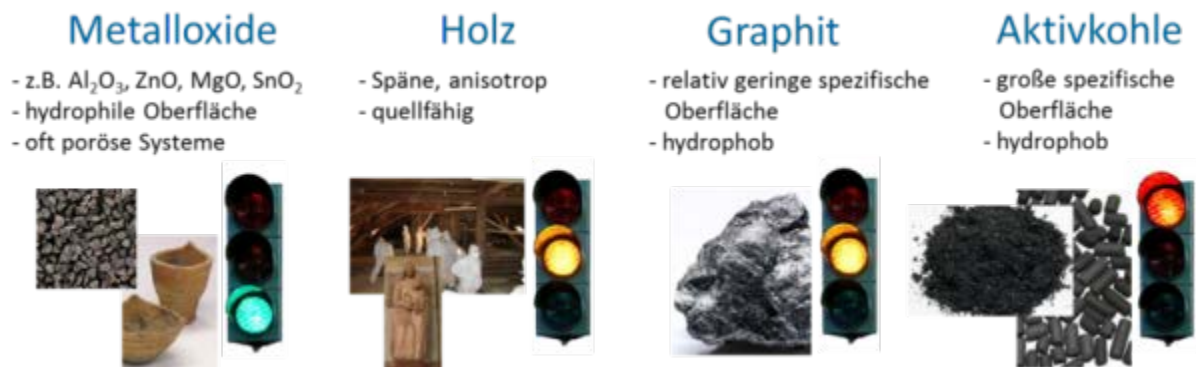 Metalloxide
- z.B. Al₂O₃, ZnO, MgO, SnO₂
- hydrophile Oberfläche
- oft poröse Systeme
Holz
- Späne, anisotrop
- quellfähig
Graphit
- relativ geringe spezifische
Oberfläche
- hydrophob
Aktivkohle
- große spezifische
Oberfläche
- hydrophob